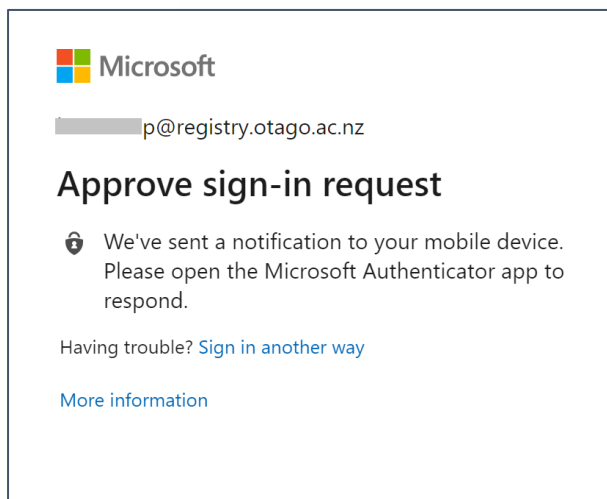 Microsoft
p@registry.otago.ac.nz
Approve sign-in request
We've sent a notification to your mobile device.
Please open the Microsoft Authenticator app to
respond.
Having trouble? Sign in another way
More information